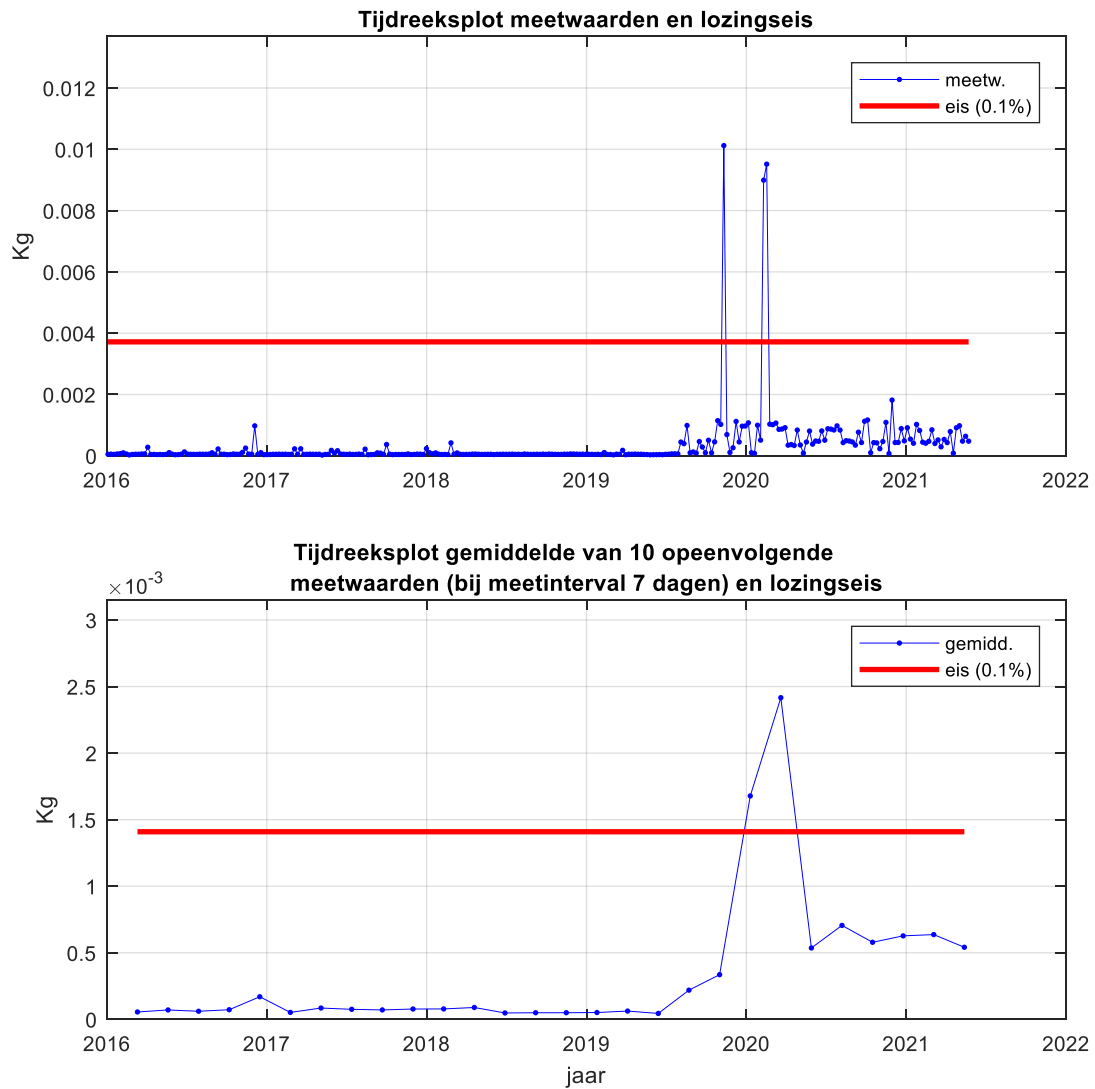 Tijdreeksplot meetwaarden en lozingseis
0.012
0.01
0.008
0.006
0.004
0.002
0
Kg
meetw.
eis (0.1%)
2016 2017 2018 2019 2020 2021 2022
Tijdreeksplot gemiddelde van 10 opeenvolgende
meetwaarden (bij meetinterval 7 dagen) en lozingseis
×10-3
3
2.5
2
1.5
1
0.5
0
Kg
gemidd.
eis (0.1%)
2016 2017 2018 2019 2020 2021 2022
jaar